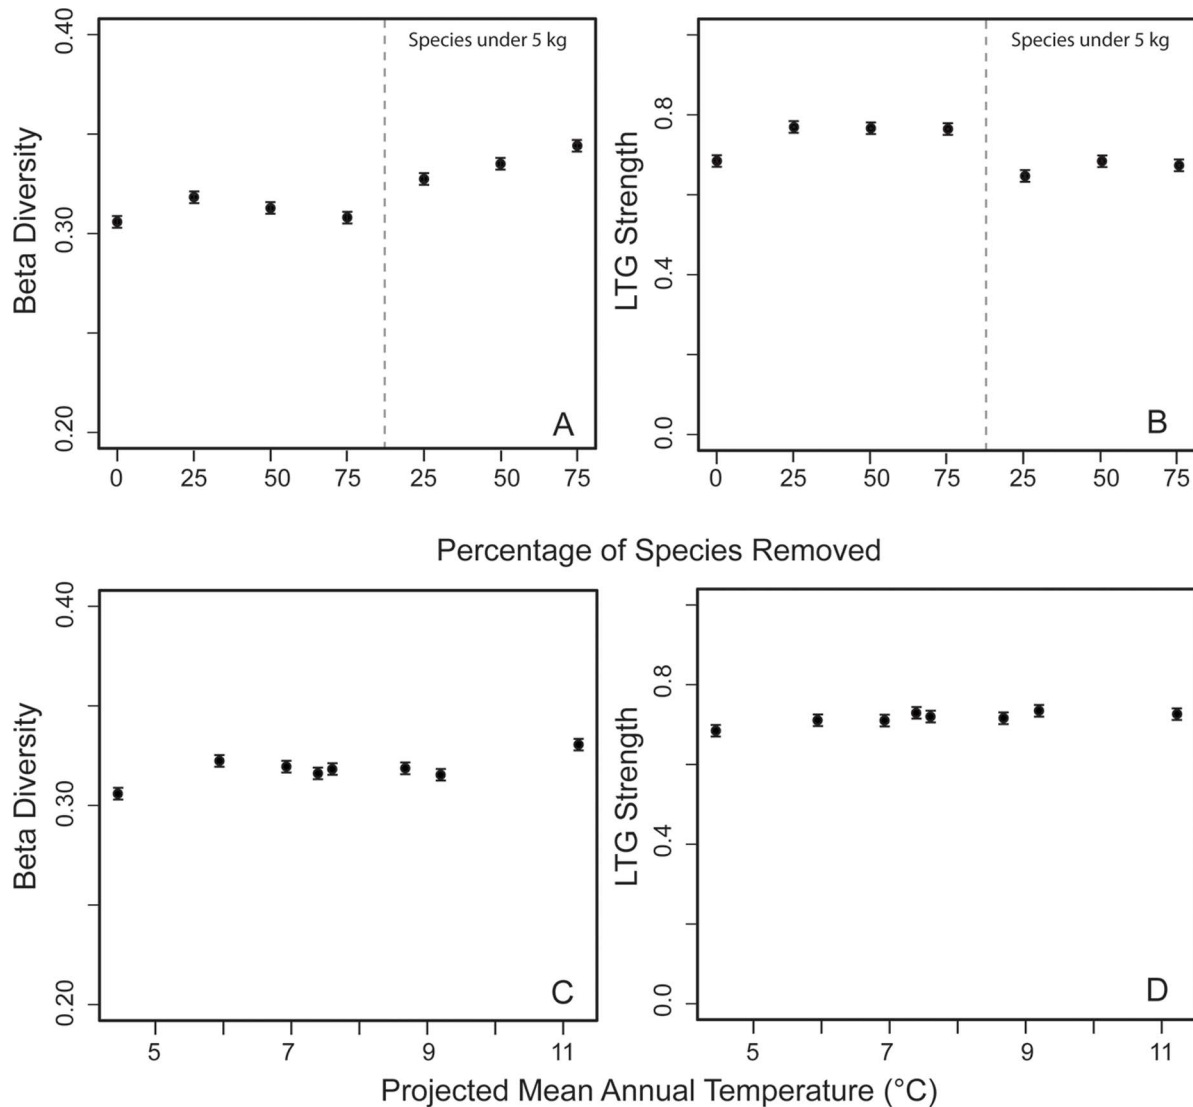 0.40
0.30
0.20
Beta Diversity
Species under 5 kg
A
0 25 50 75 25 50 75
0.8
0.4
0.0
LTG Strength
Species under 5 kg
B
0 25 50 75 25 50 75
Percentage of Species Removed
0.40
0.30
0.20
Beta Diversity
C
5 7 9 11
0.8
0.4
0.0
LTG Strength
D
5 7 9 11
Projected Mean Annual Temperature (°C)